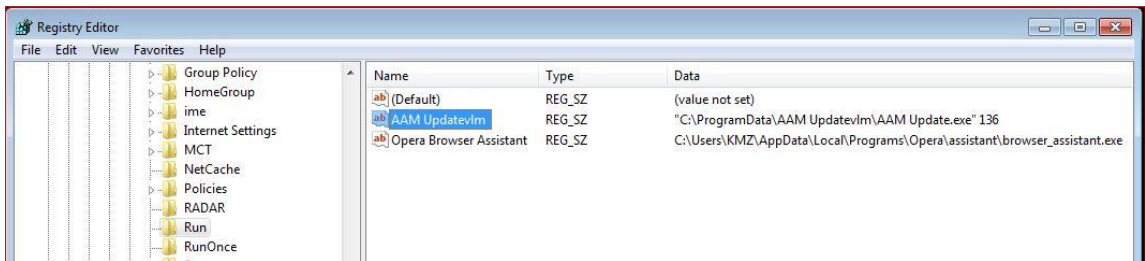 Registry Editor
File Edit View Favorites Help
Group Policy
HomeGroup
ime
Internet Settings
MCT
NetCache
Policies
RADAR
Run
RunOnce
Name Type Data
(Default) REG_SZ (value not set)
AAM Updatevlm REG_SZ "C:\ProgramData\AAM Updatevlm\AAM Update.exe" 136
Opera Browser Assistant REG_SZ C:\Users\KMZ\AppData\Local\Programs\Opera\assistant\browser_assistant.exe